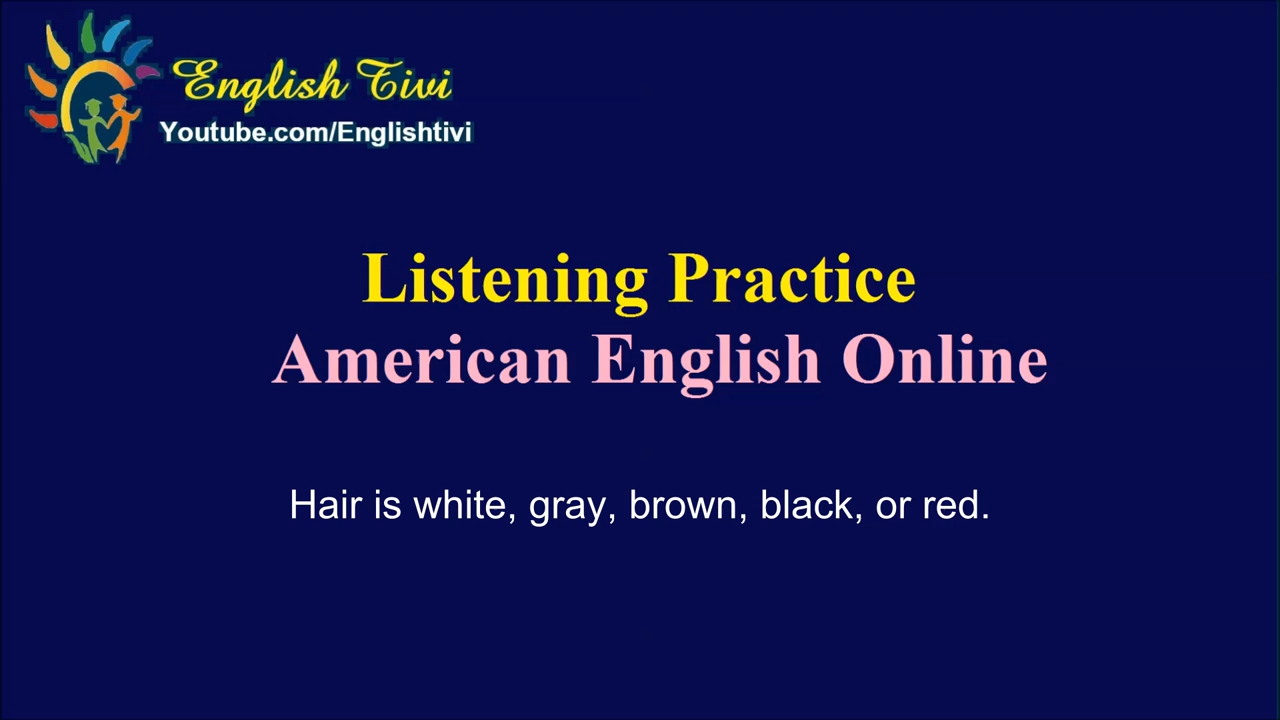 English Tivi
Youtube.com/Englishtivi
Listening Practice
American English Online
Hair is white, gray, brown, black, or red.